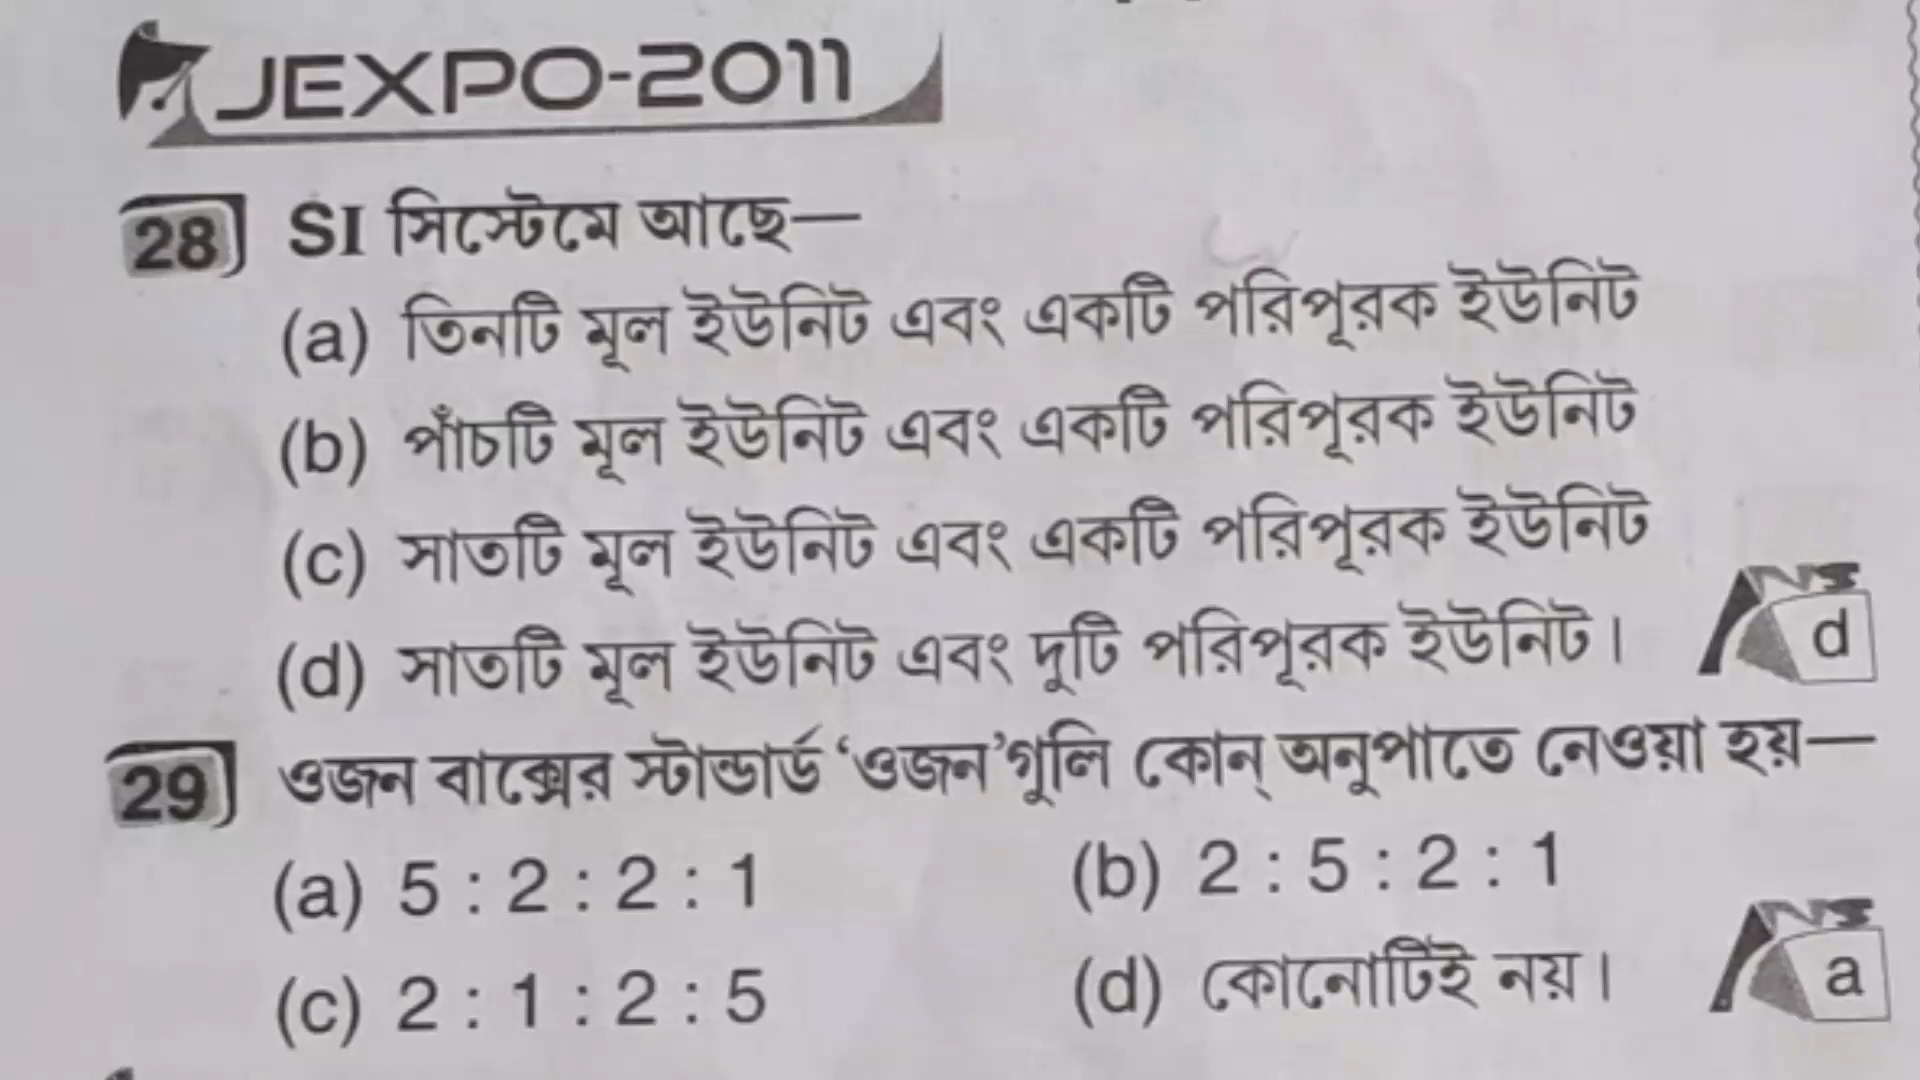 JEXPO-2011
28 SI সিস্টেমে আছে—
(a) তিনটি মূল ইউনিট এবং একটি পরিপূরক ইউনিট
(b) পাঁচটি মূল ইউনিট এবং একটি পরিপূরক ইউনিট
(c) সাতটি মূল ইউনিট এবং একটি পরিপূরক ইউনিট
(d) সাতটি মূল ইউনিট এবং দুটি পরিপূরক ইউনিট।
ANS d
29 ওজন বাক্সের স্টান্ডার্ড ‘ওজন’গুলি কোন্ অনুপাতে নেওয়া হয়—
(a) 5 : 2 : 2 : 1 (b) 2 : 5 : 2 : 1
(c) 2 : 1 : 2 : 5 (d) কোনোটিই নয়।
ANS a